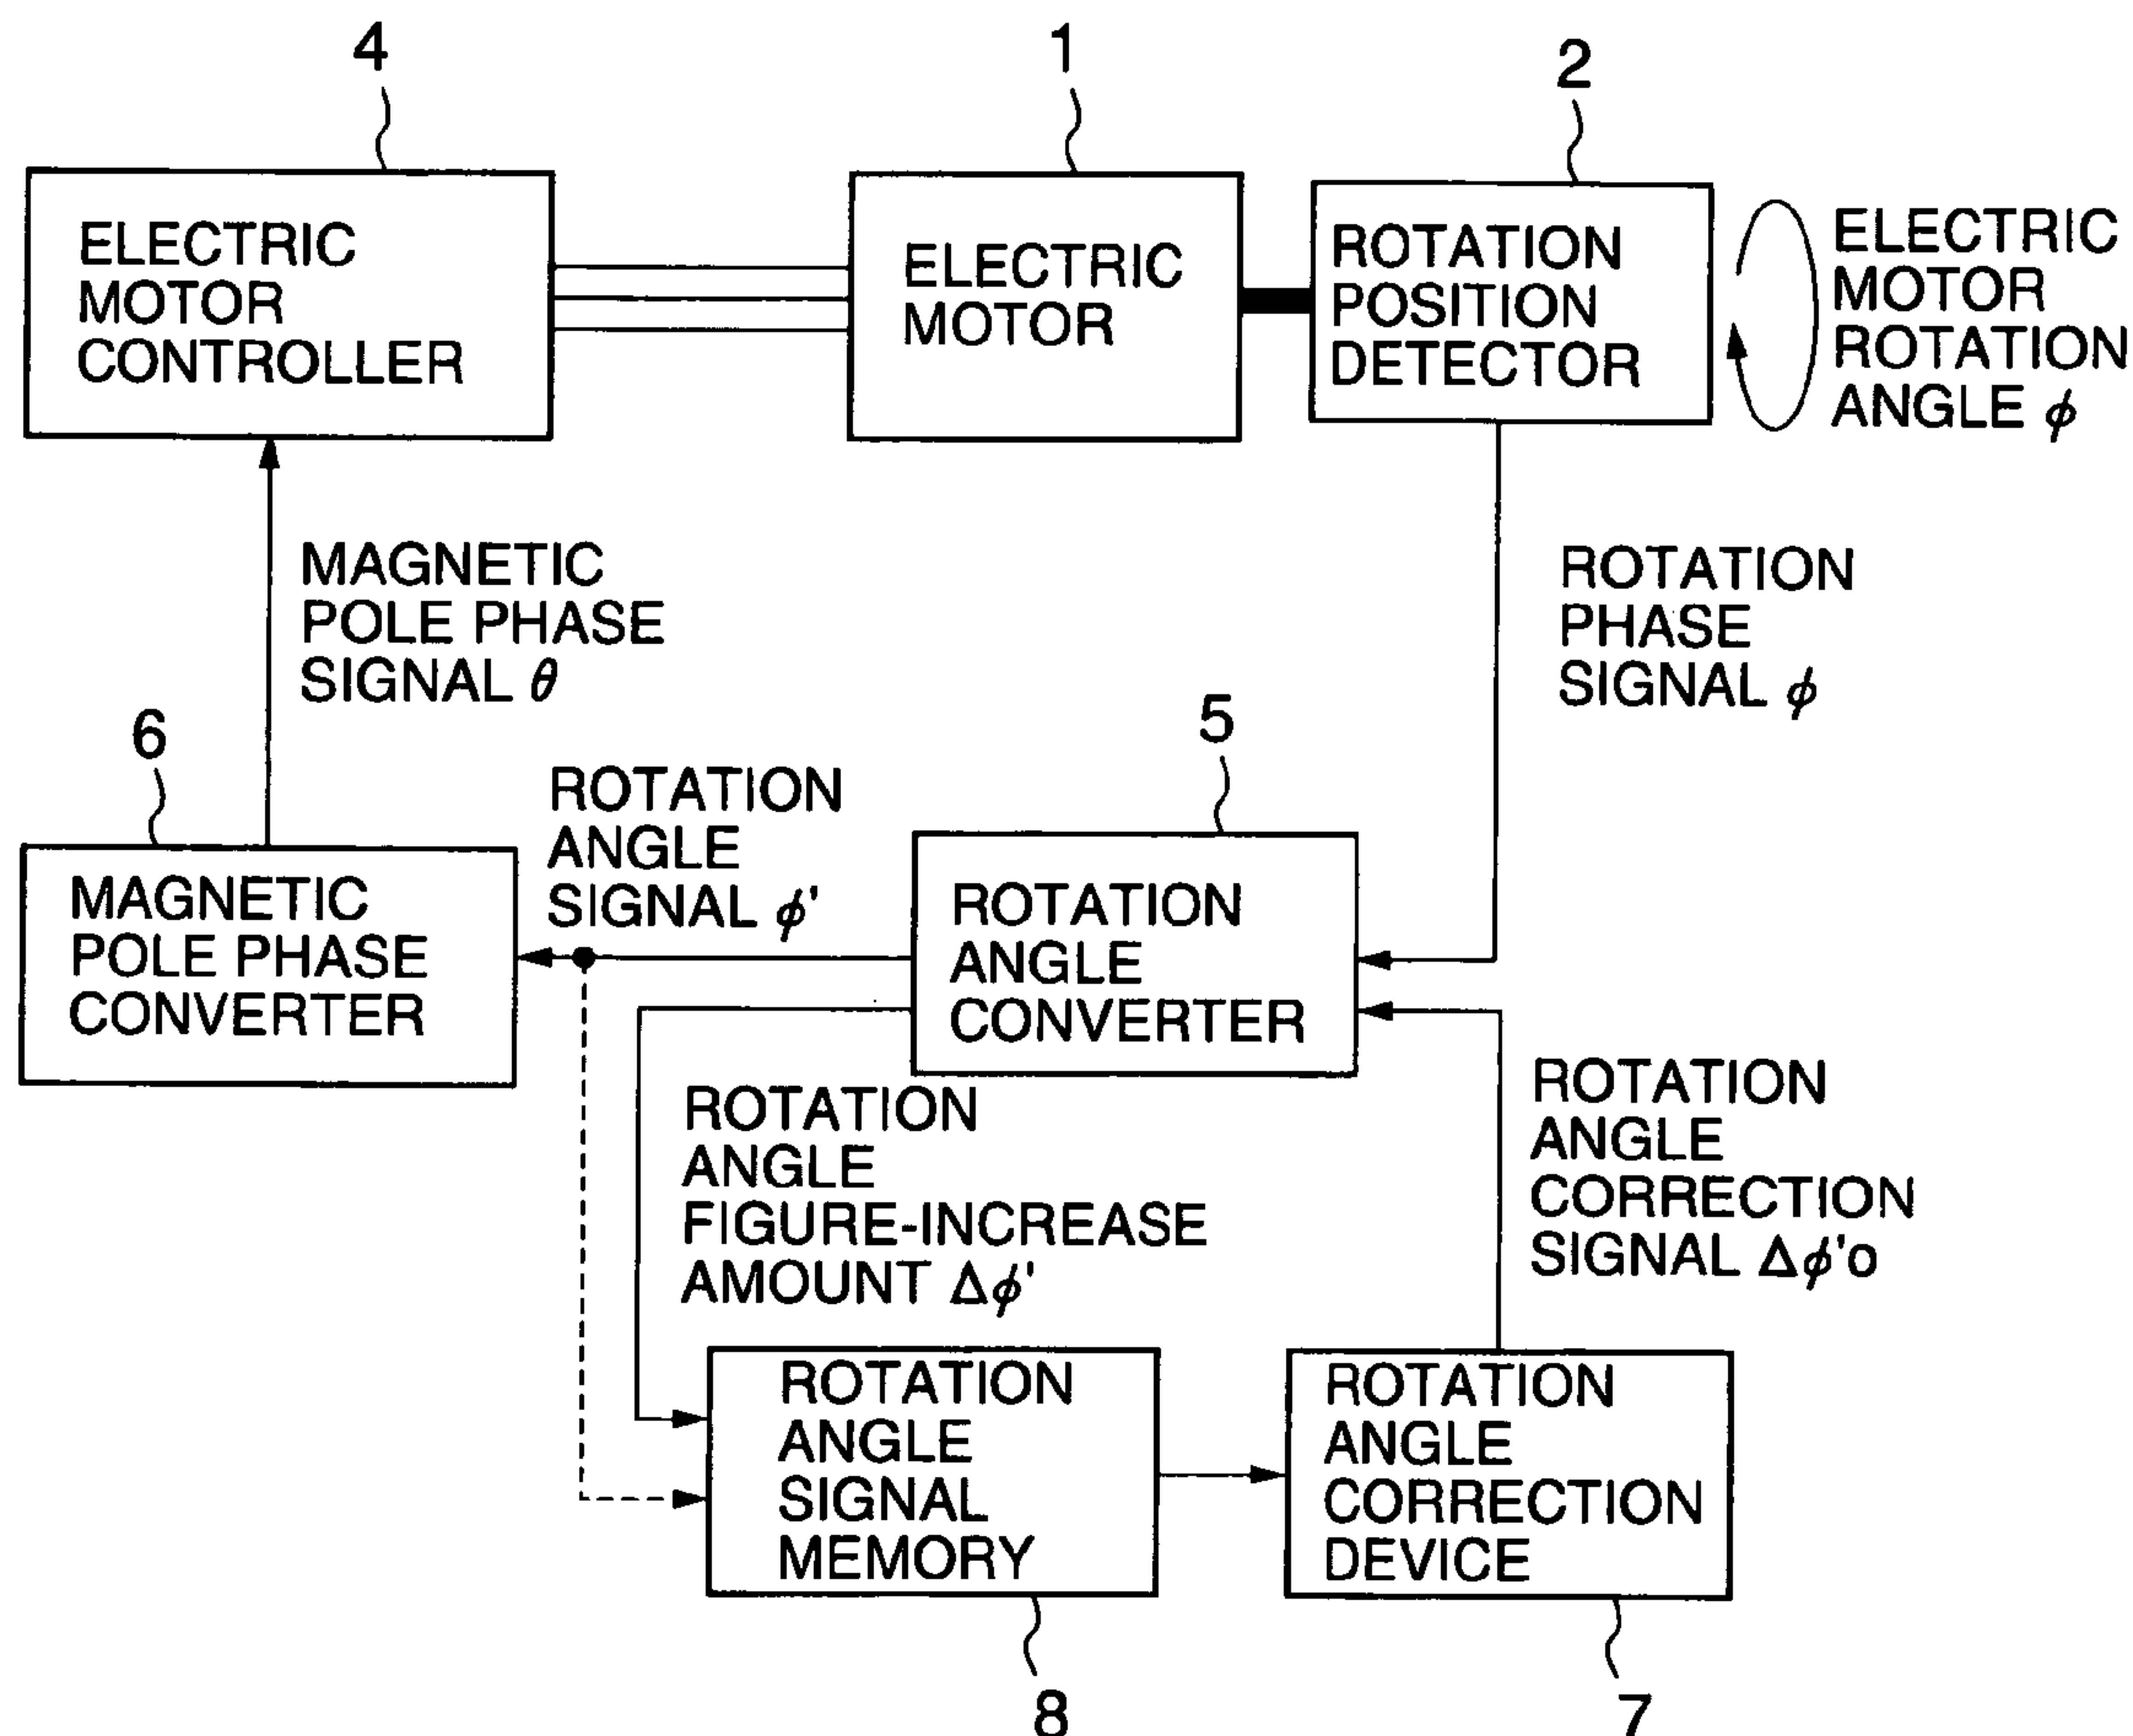 4
1
2
ELECTRIC
MOTOR
CONTROLLER
ELECTRIC
MOTOR
ROTATION
POSITION
DETECTOR
ELECTRIC
MOTOR
ROTATION
ANGLE ϕ
MAGNETIC
POLE PHASE
SIGNAL θ
ROTATION
PHASE
SIGNAL ϕ
6
ROTATION
ANGLE
SIGNAL ϕ'
5
MAGNETIC
POLE PHASE
CONVERTER
ROTATION
ANGLE
CONVERTER
ROTATION
ANGLE
FIGURE-INCREASE
AMOUNT Δϕ'
ROTATION
ANGLE
CORRECTION
SIGNAL Δϕ'o
ROTATION
ANGLE
SIGNAL
MEMORY
ROTATION
ANGLE
CORRECTION
DEVICE
8
7